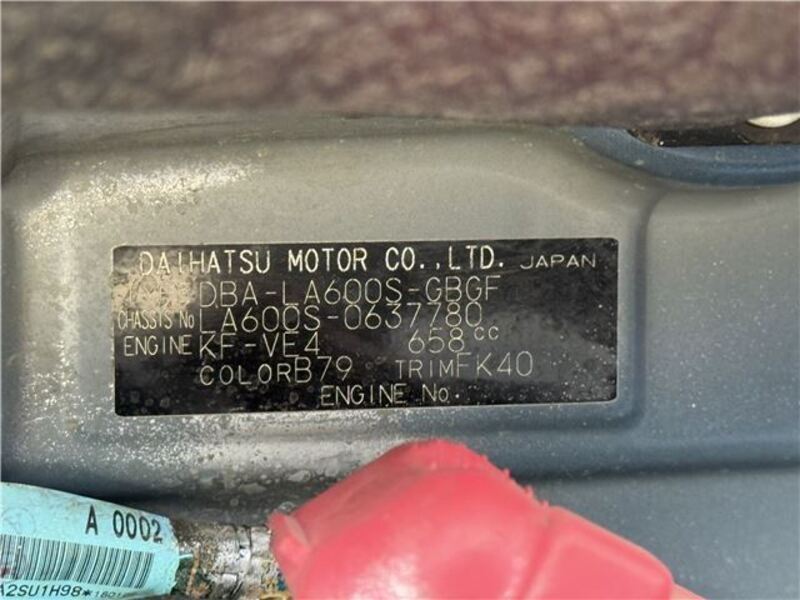 DAIHATSU MOTOR CO.,LTD. JAPAN
DBA-LA600S-GBGF
CHASSIS No LA600S-0637780
ENGINE KF-VE4 658CC
COLOR B79 TRIM FK40
ENGINE No.
A 0002
A2SU1H98*